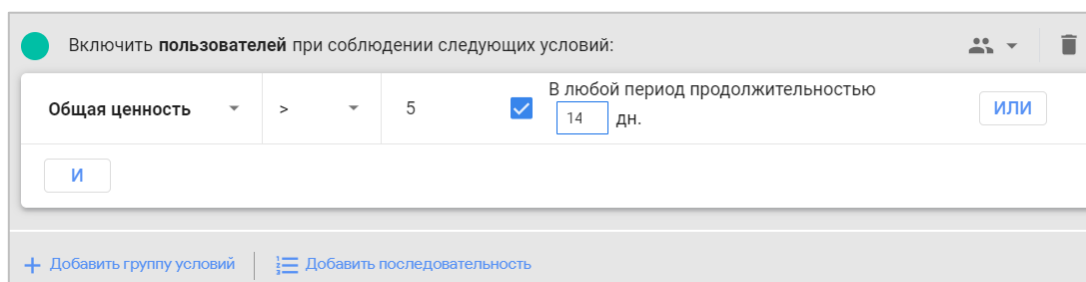 Включить пользователей при соблюдении следующих условий:
Общая ценность > 5 В любой период продолжительностью
14 дн. ИЛИ
И
Добавить группу условий Добавить последовательность